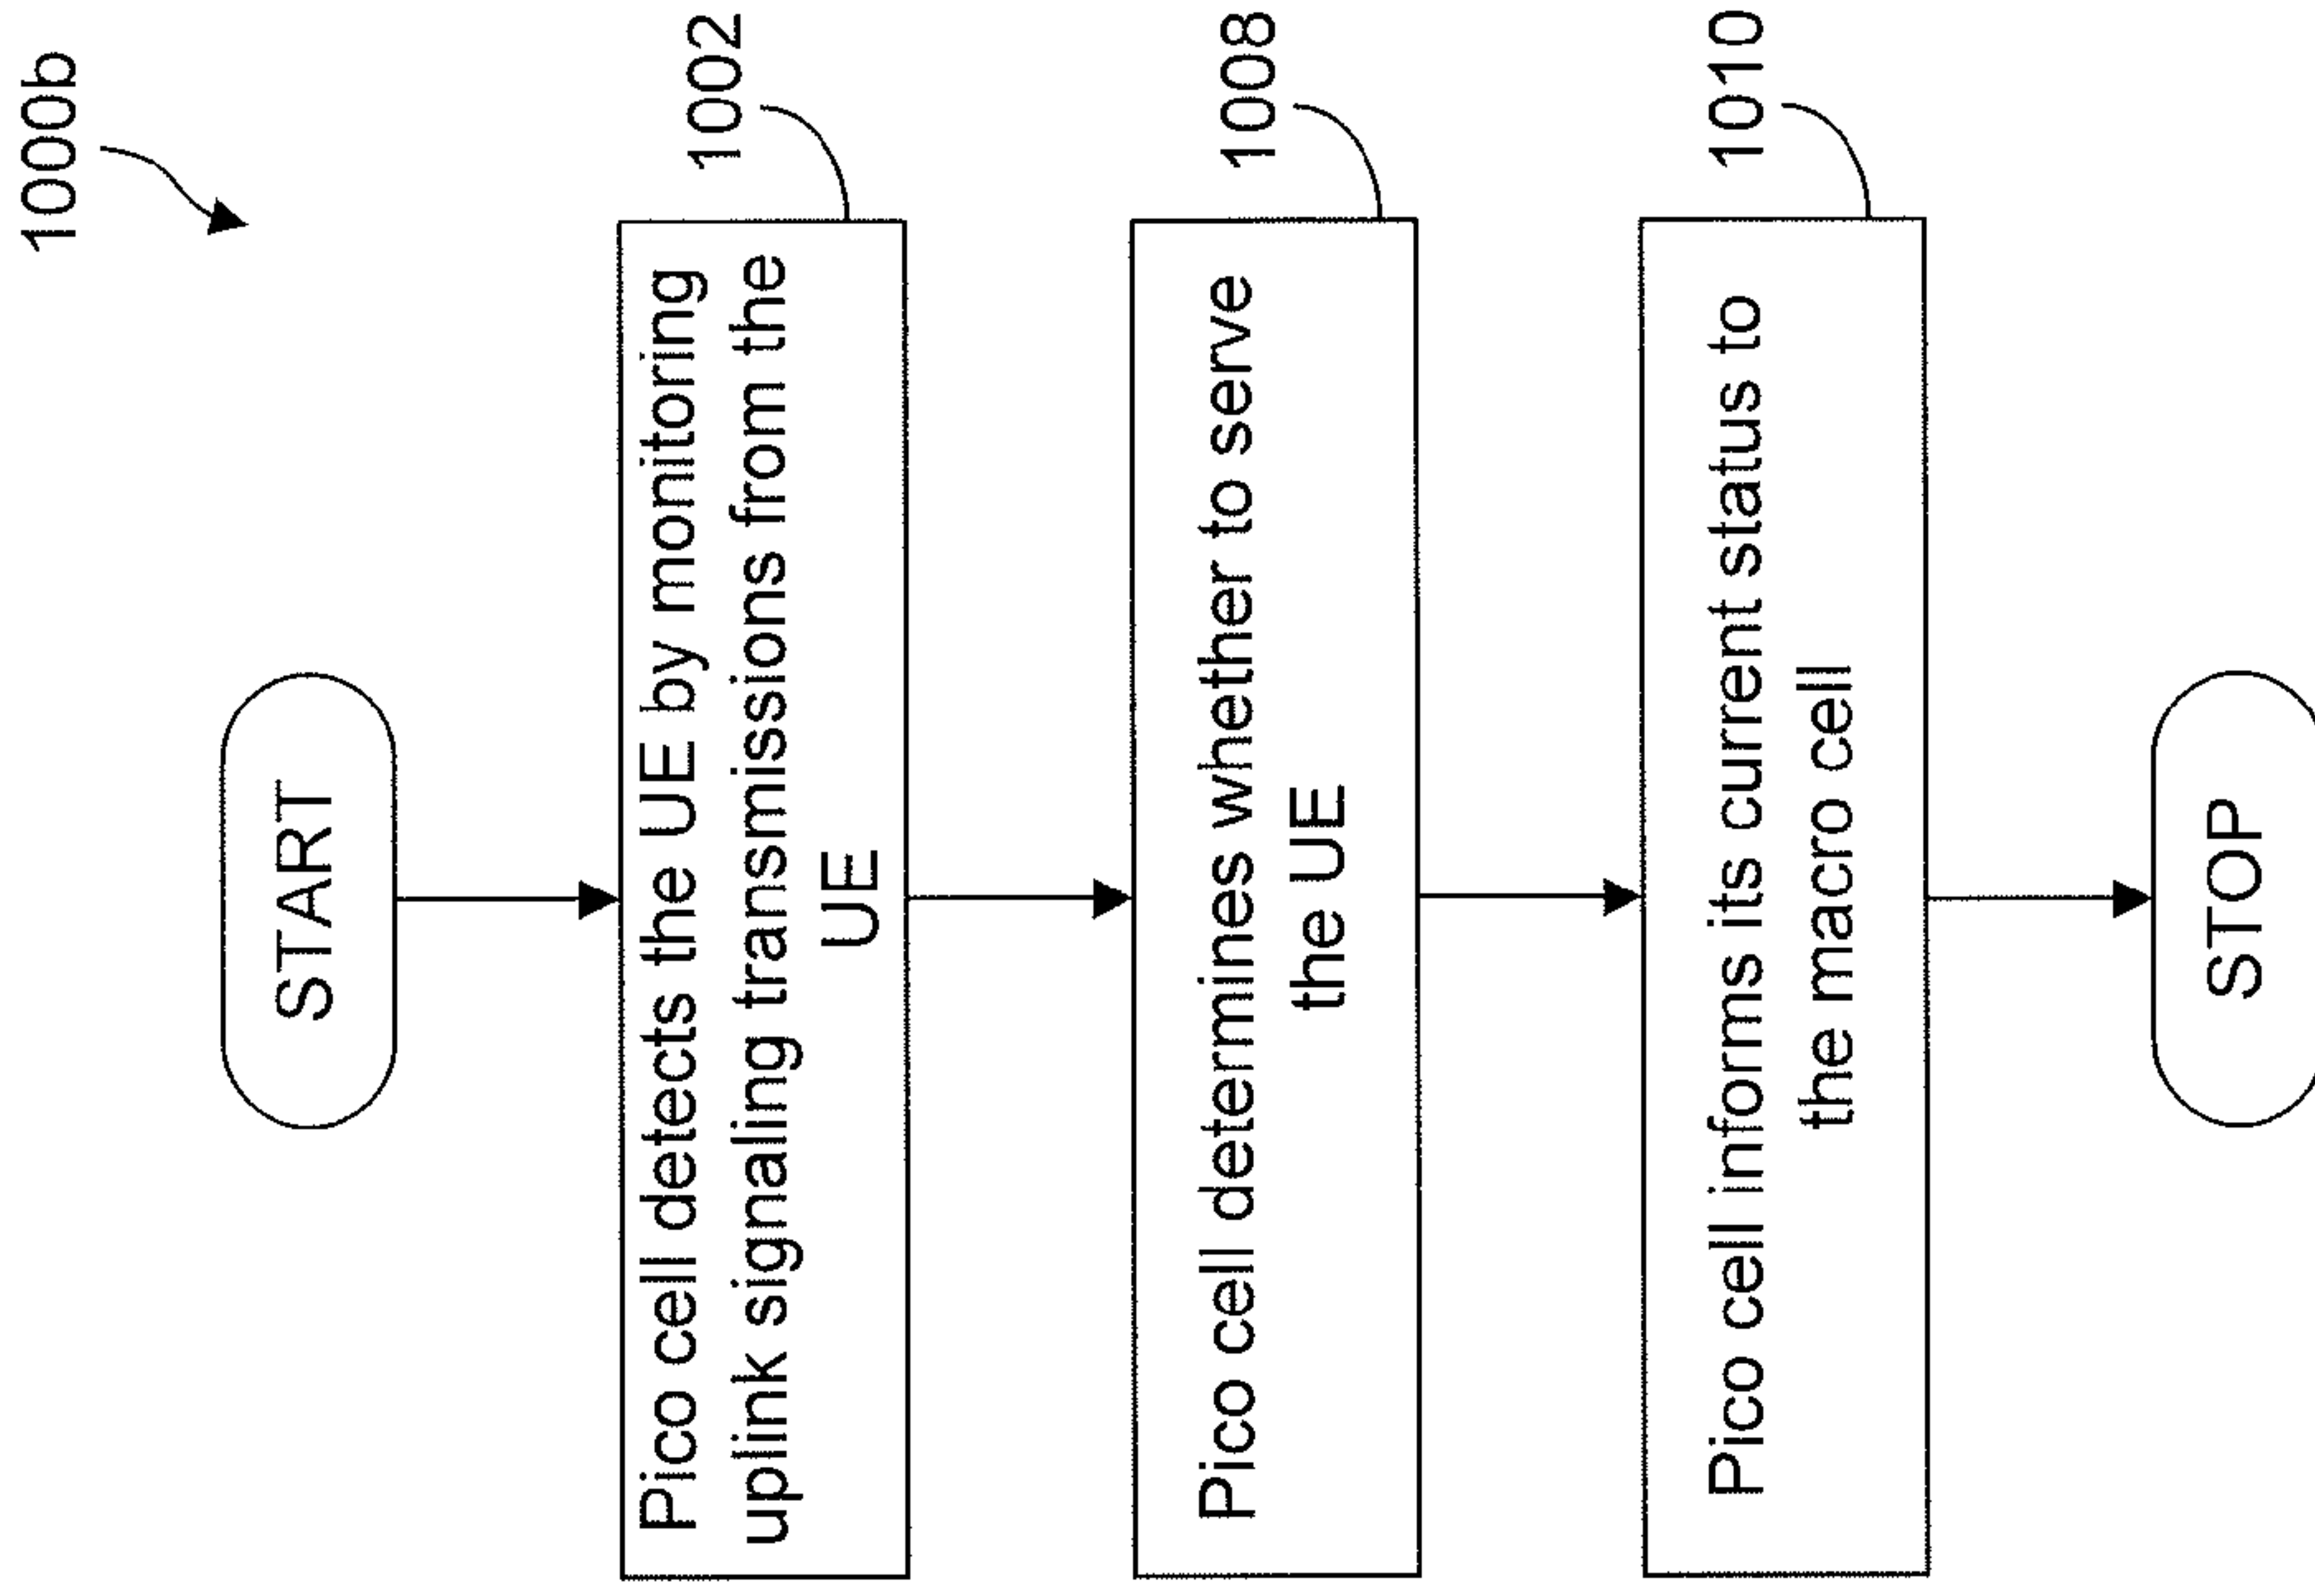 1000b
START
Pico cell detects the UE by monitoring
uplink signaling transmissions from the
UE
1002
Pico cell determines whether to serve
the UE
1008
Pico cell informs its current status to
the macro cell
1010
STOP